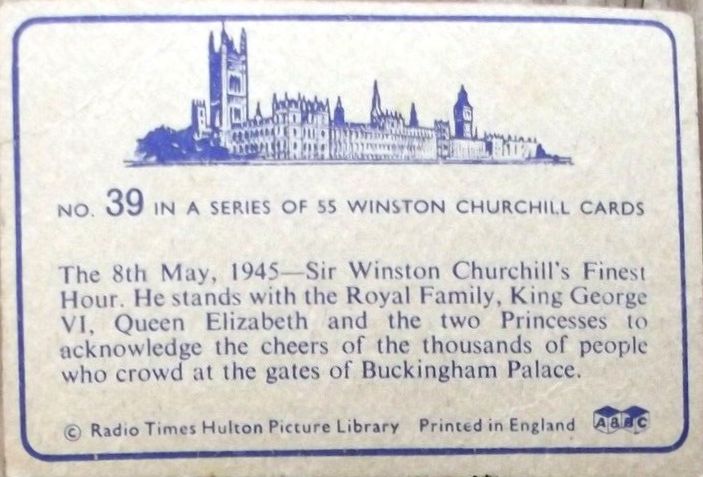 NO. 39 IN A SERIES OF 55 WINSTON CHURCHILL CARDS
The 8th May, 1945—Sir Winston Churchill's Finest
Hour. He stands with the Royal Family, King George
VI, Queen Elizabeth and the two Princesses to
acknowledge the cheers of the thousands of people
who crowd at the gates of Buckingham Palace.
© Radio Times Hulton Picture Library Printed in England A&BC